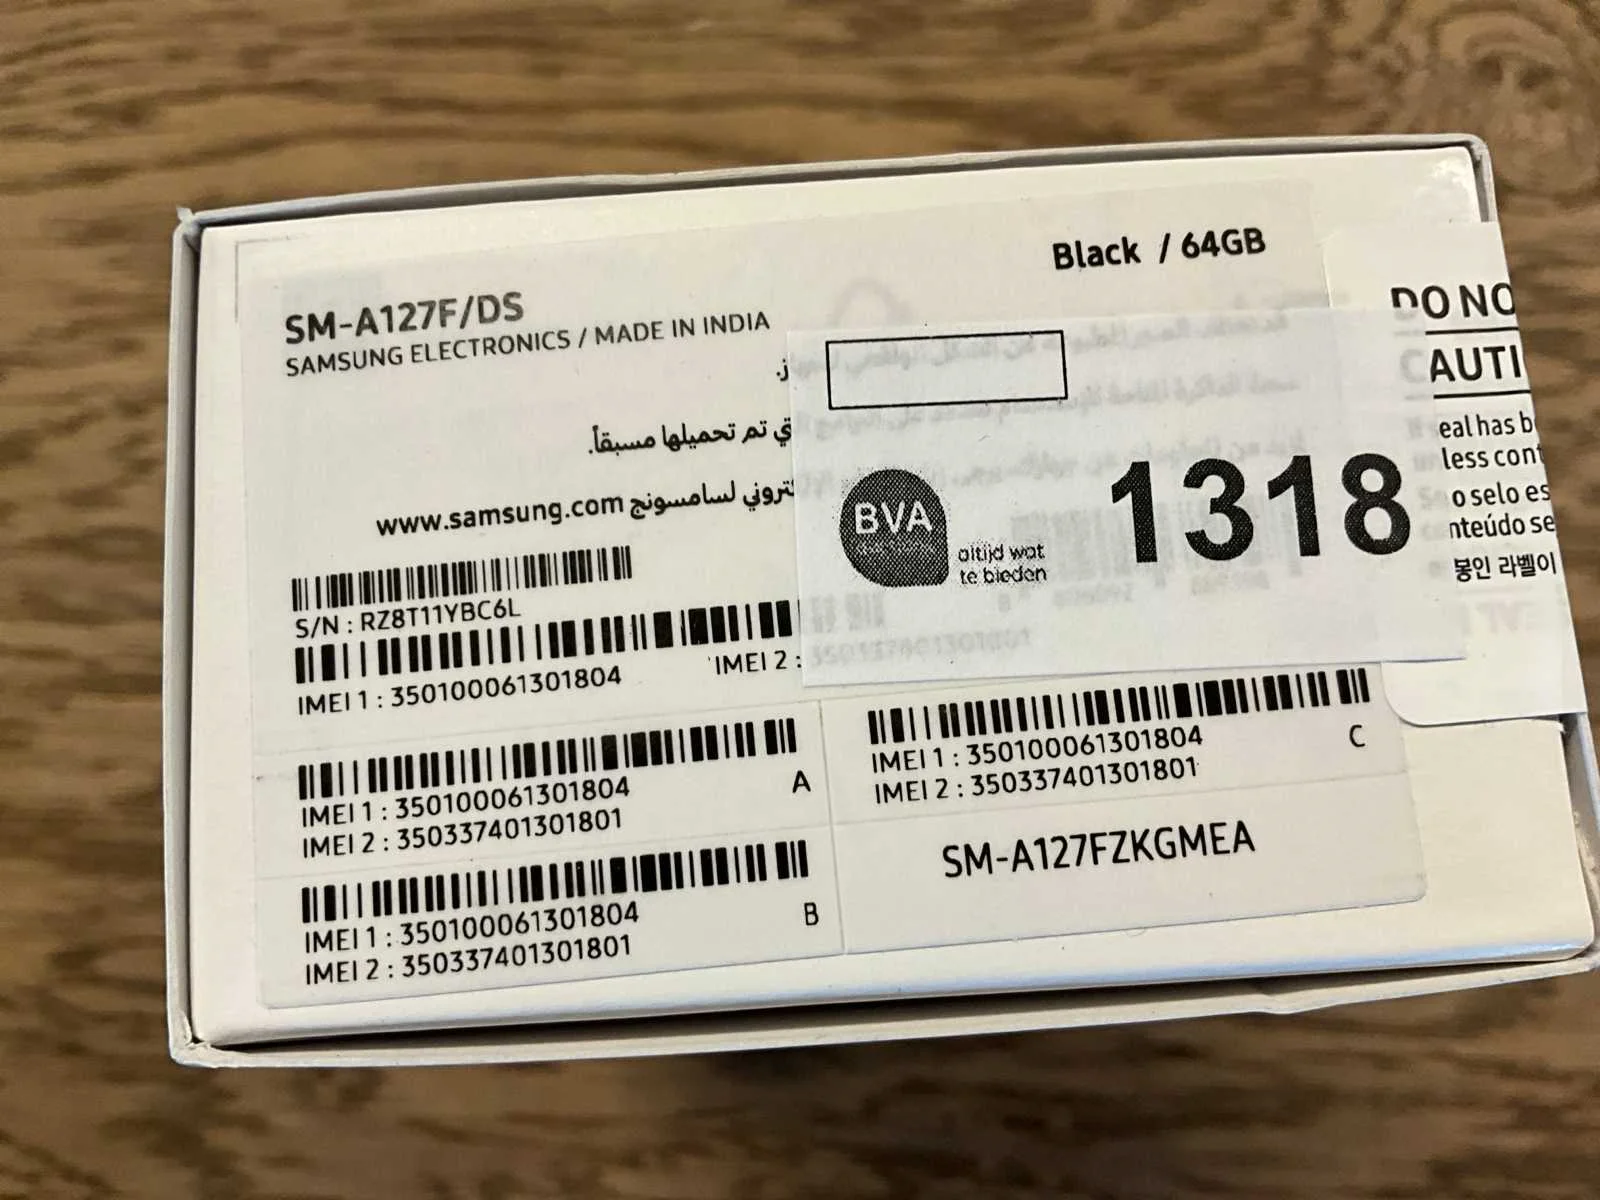 Black / 64GB
SM-A127F/DS
SAMSUNG ELECTRONICS / MADE IN INDIA
تم تحميلها مسبقاً.
لسامسونج www.samsung.com
S/N : RZ8T11YBC6L
IMEI 1 : 350100061301804
IMEI 2 :
BVA
altijd wat
te bieden
1318
DO NO
CAUTI
eal has b
less cont
o selo es
nteúdo se
봉인 라벨이
IMEI 1 : 350100061301804
IMEI 2 : 350337401301801
A
IMEI 1 : 350100061301804
IMEI 2 : 350337401301801
B
IMEI 1 : 350100061301804
IMEI 2 : 350337401301801
C
SM-A127FZKGMEA